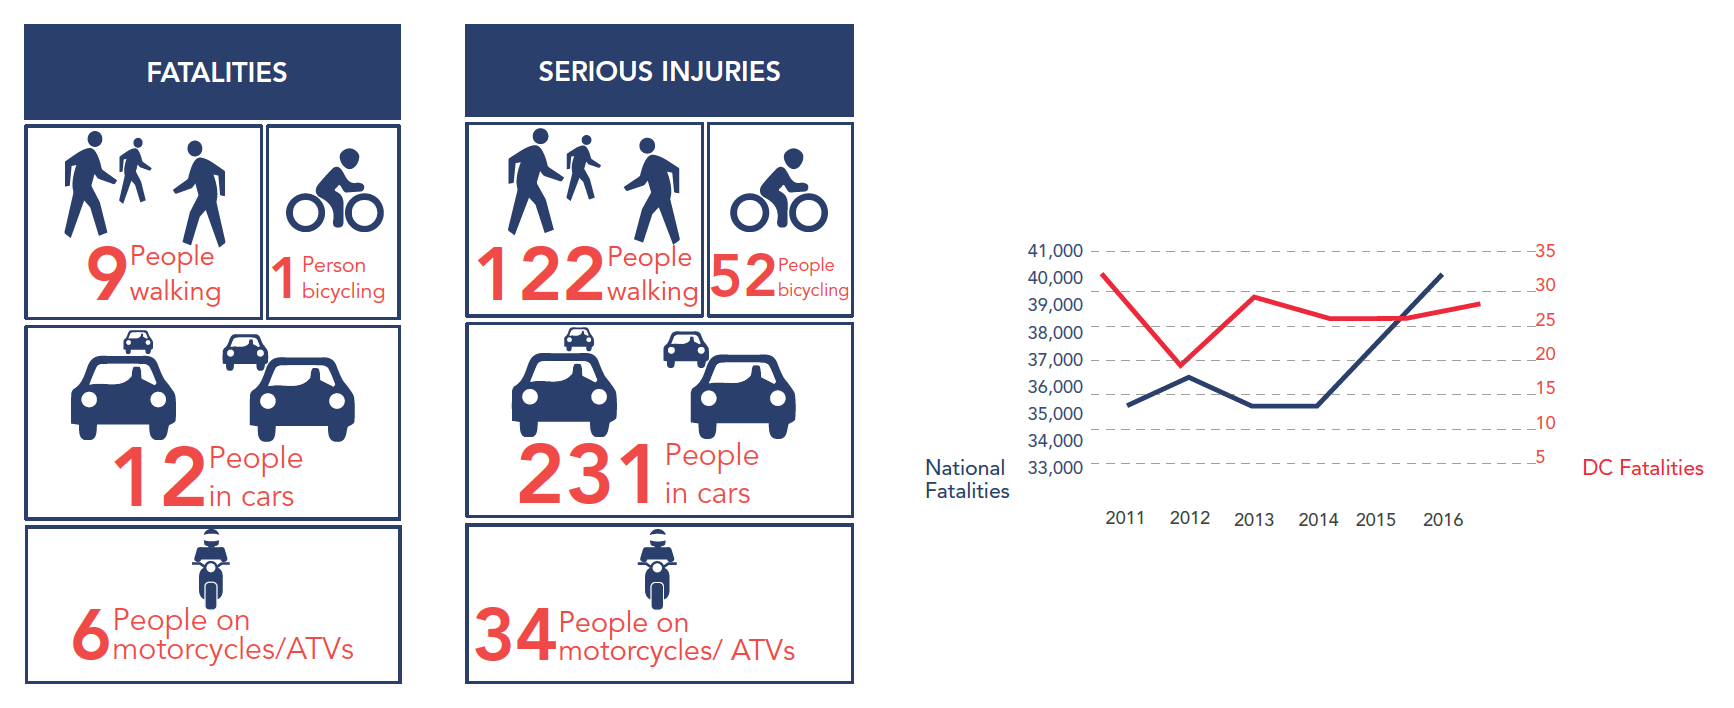 FATALITIES
9 People
walking
1 Person
bicycling
12 People
in cars
6 People on
motorcycles/ATVs
SERIOUS INJURIES
122 People
walking
52 People
bicycling
231 People
in cars
34 People on
motorcycles/ ATVs
41,000
40,000
39,000
38,000
37,000
36,000
35,000
34,000
33,000
National
Fatalities
35
30
25
20
15
10
5
DC Fatalities
2011 2012 2013 2014 2015 2016